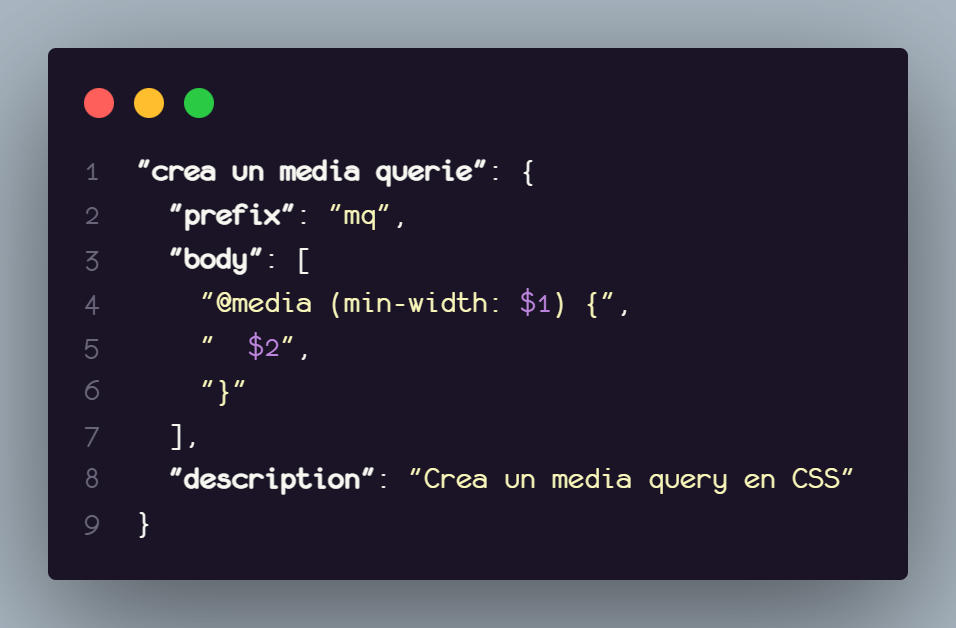 1 "crea un media querie": {
2   "prefix": "mq",
3   "body": [
4     "@media (min-width: $1) {",
5     "  $2",
6     "}"
7   ],
8   "description": "Crea un media query en CSS"
9 }